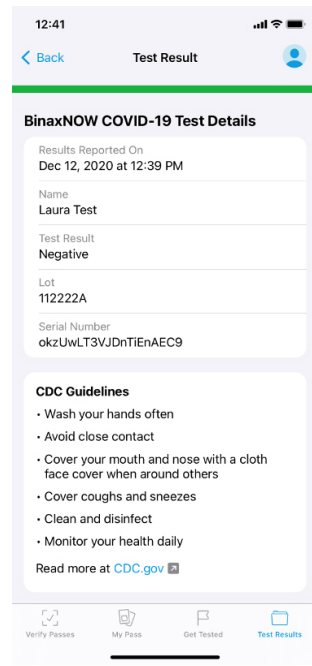 12:41
Back
Test Result
BinaxNOW COVID-19 Test Details
Results Reported On
Dec 12, 2020 at 12:39 PM
Name
Laura Test
Test Result
Negative
Lot
112222A
Serial Number
okzUwLT3VJDnTiEnAEC9
CDC Guidelines
• Wash your hands often
• Avoid close contact
• Cover your mouth and nose with a cloth
face cover when around others
• Cover coughs and sneezes
• Clean and disinfect
• Monitor your health daily
Read more at CDC.gov
Verify Passes
My Pass
Get Tested
Test Results